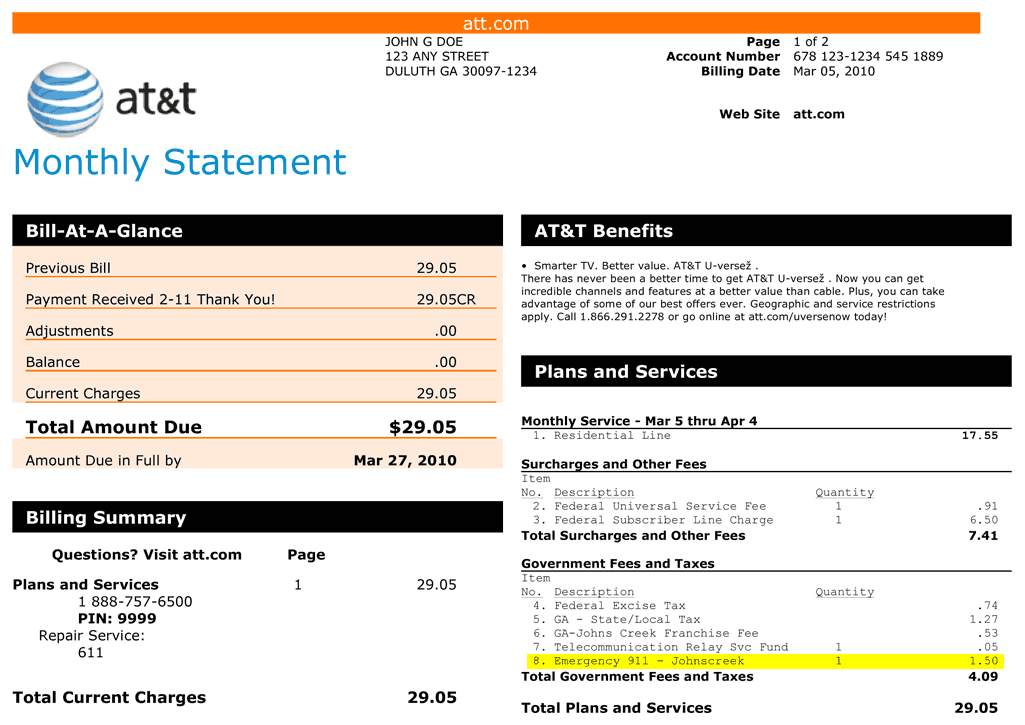 att.com
JOHN G DOE
123 ANY STREET
DULUTH GA 30097-1234
Page 1 of 2
Account Number 678 123-1234 545 1889
Billing Date Mar 05, 2010
Web Site att.com
at&t
Monthly Statement
Bill-At-A-Glance
Previous Bill 29.05
Payment Received 2-11 Thank You! 29.05CR
Adjustments .00
Balance .00
Current Charges 29.05
Total Amount Due $29.05
Amount Due in Full by Mar 27, 2010
Billing Summary
Questions? Visit att.com Page
Plans and Services 1 29.05
1 888-757-6500
PIN: 9999
Repair Service:
611
Total Current Charges 29.05
AT&T Benefits
• Smarter TV. Better value. AT&T U-versež .
There has never been a better time to get AT&T U-versež . Now you can get
incredible channels and features at a better value than cable. Plus, you can take
advantage of some of our best offers ever. Geographic and service restrictions
apply. Call 1.866.291.2278 or go online at att.com/uversenow today!
Plans and Services
Monthly Service - Mar 5 thru Apr 4
1. Residential Line 17.55
Surcharges and Other Fees
Item
No. Description Quantity
2. Federal Universal Service Fee 1 .91
3. Federal Subscriber Line Charge 1 6.50
Total Surcharges and Other Fees 7.41
Government Fees and Taxes
Item
No. Description Quantity
4. Federal Excise Tax .74
5. GA - State/Local Tax 1.27
6. GA-Johns Creek Franchise Fee .53
7. Telecommunication Relay Svc Fund 1 .05
8. Emergency 911 - Johnscreek 1 1.50
Total Government Fees and Taxes 4.09
Total Plans and Services 29.05